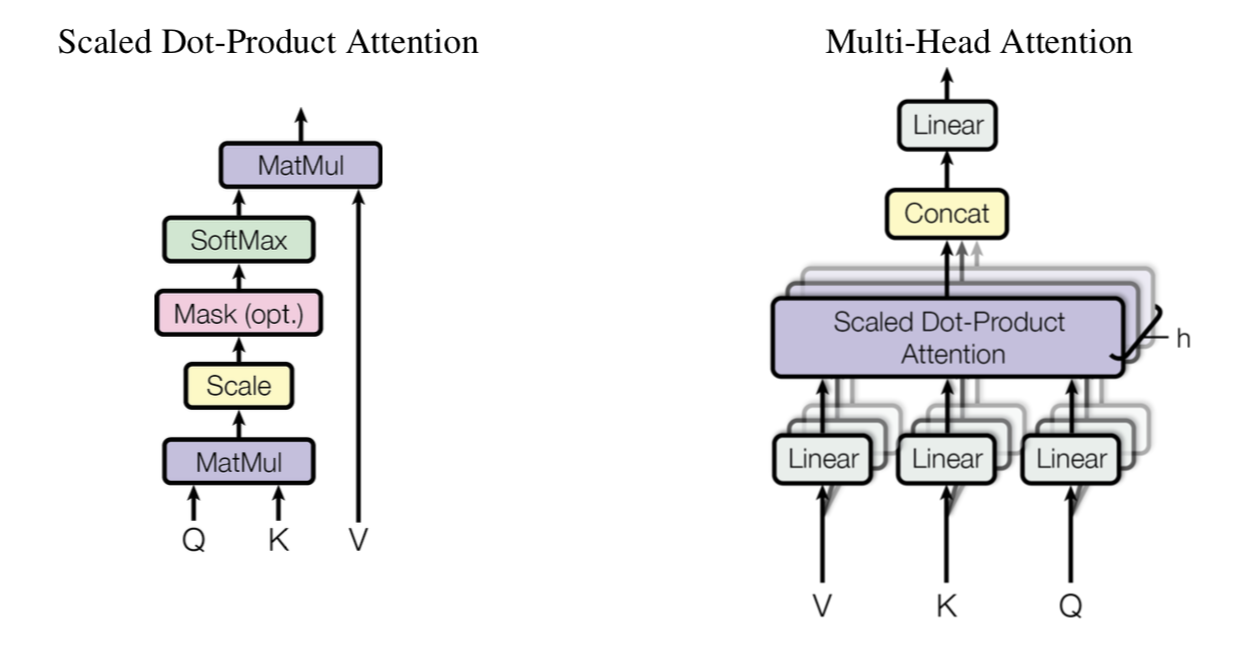 Scaled Dot-Product Attention
MatMul
SoftMax
Mask (opt.)
Scale
MatMul
Q K V
Multi-Head Attention
Linear
Concat
Scaled Dot-Product
Attention
h
Linear Linear Linear
V K Q